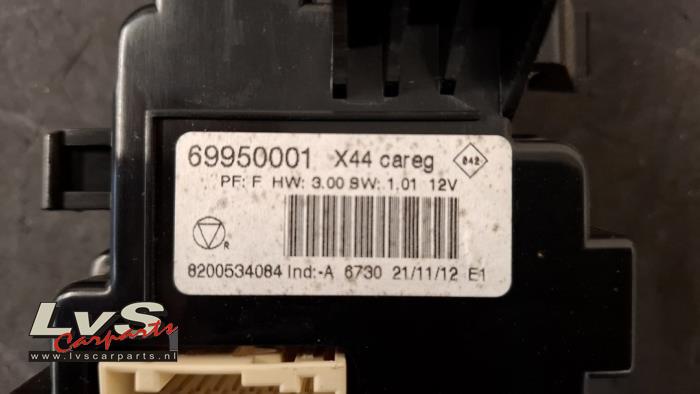 69950001 X44 careg 842
PF: F HW: 3.00 SW: 1.01 12V
R
8200534084 Ind:-A 6730 21/11/12 E1
LvS
Carparts
www.lvscarparts.nl